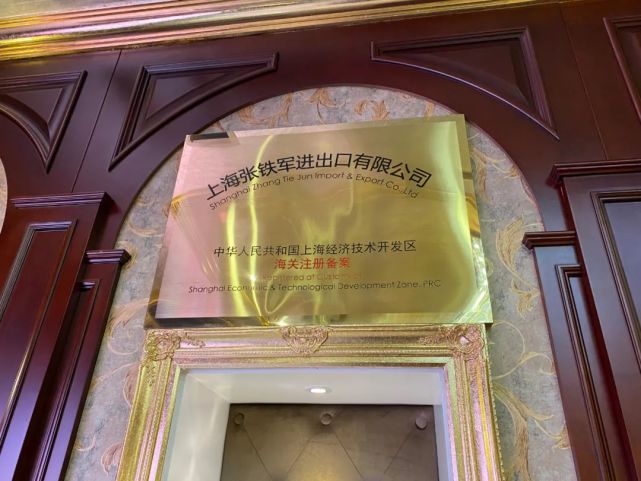 上海张铁军进出口有限公司
Shanghai Zhang Tie Jun Import & Export Co.,Ltd
中华人民共和国上海经济技术开发区
海关注册备案
Registered at Customs of
Shanghai Economic & Technological Development Zone. PRC